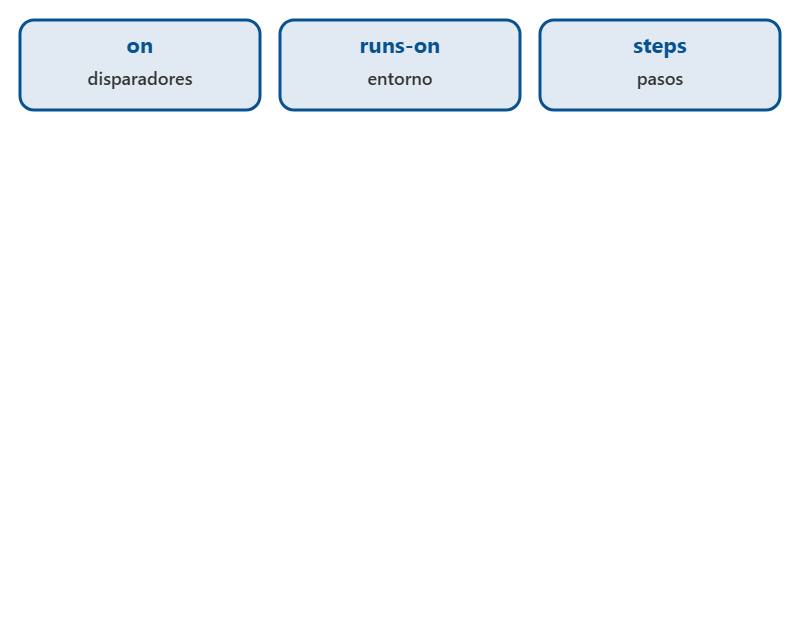 on
disparadores
runs-on
entorno
steps
pasos